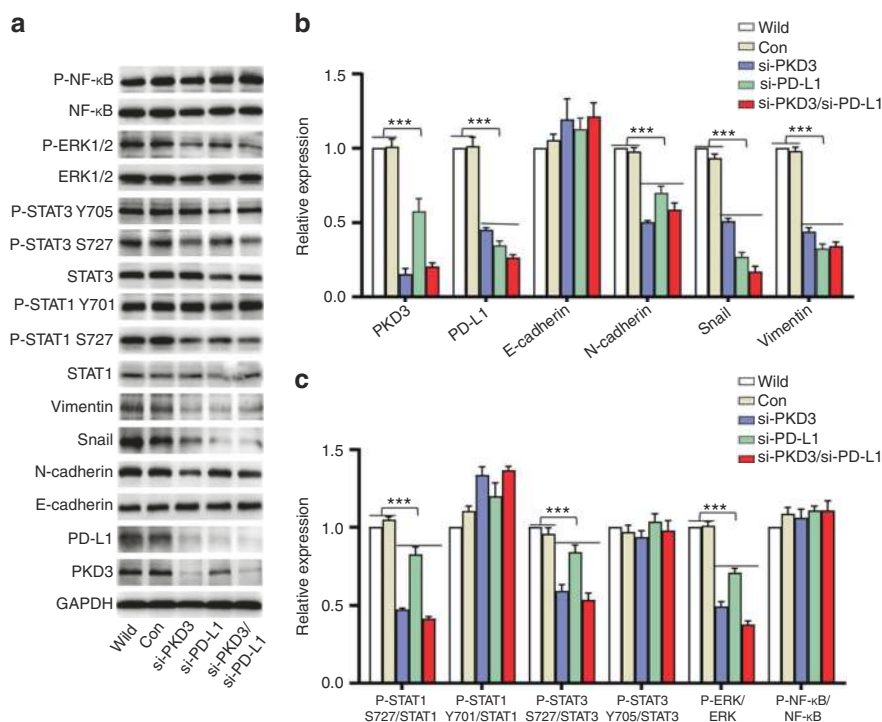 a
P-NF-κB
NF-κB
P-ERK1/2
ERK1/2
P-STAT3 Y705
P-STAT3 S727
STAT3
P-STAT1 Y701
P-STAT1 S727
STAT1
Vimentin
Snail
N-cadherin
E-cadherin
PD-L1
PKD3
GAPDH
Wild
Con
si-PKD3
si-PD-L1
si-PKD3/
si-PD-L1
b
Wild
Con
si-PKD3
si-PD-L1
si-PKD3/si-PD-L1
Relative expression
1.5
1.0
0.5
0.0
***
***
***
***
***
PKD3
PD-L1
E-cadherin
N-cadherin
Snail
Vimentin
c
Wild
Con
si-PKD3
si-PD-L1
si-PKD3/si-PD-L1
Relative expression
1.5
1.0
0.5
0.0
***
***
***
P-STAT1
S727/STAT1
P-STAT1
Y701/STAT1
P-STAT3
S727/STAT3
P-STAT3
Y705/STAT3
P-ERK/
ERK
P-NF-κB/
NF-κB